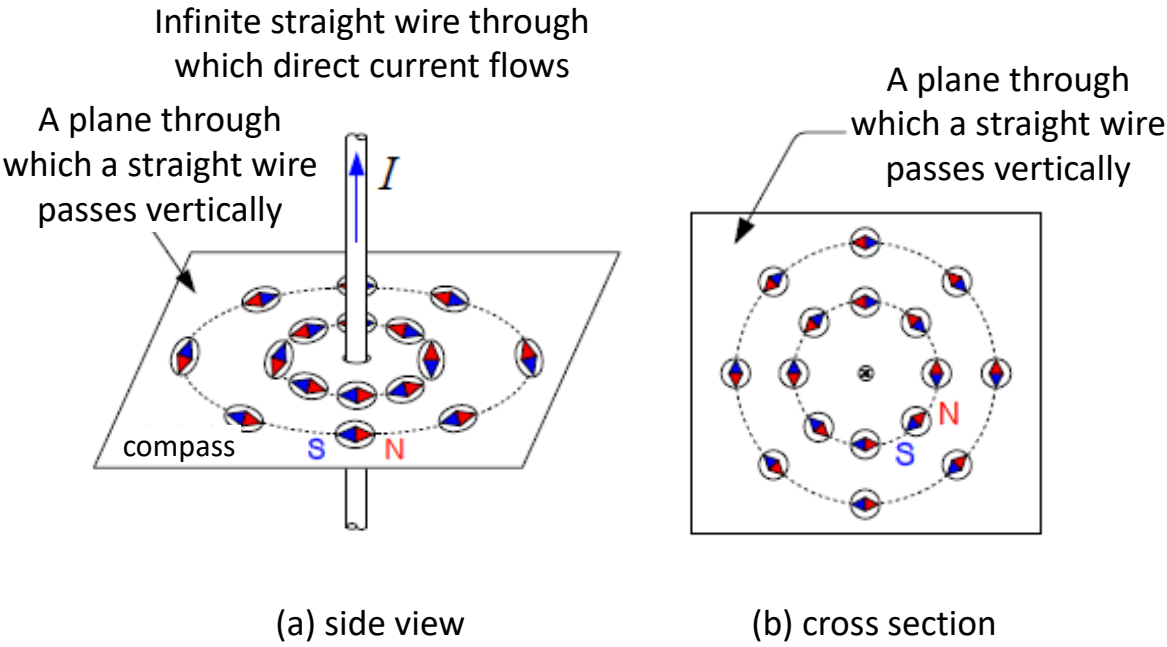 Infinite straight wire through
which direct current flows
A plane through
which a straight wire
passes vertically
I
compass
S N
(a) side view
A plane through
which a straight wire
passes vertically
N
S
(b) cross section